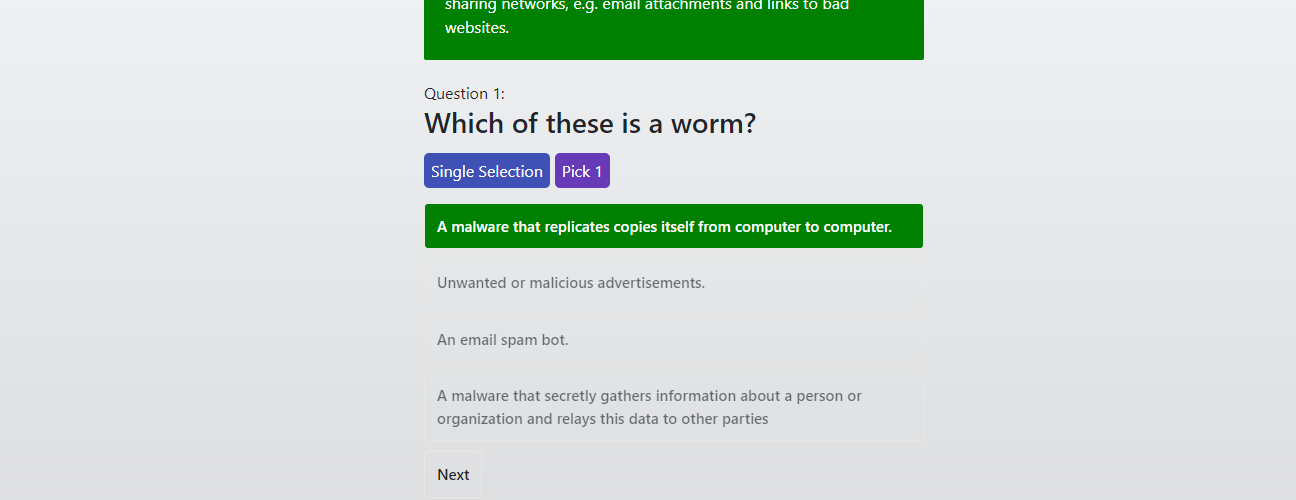 sharing networks, e.g. email attachments and links to bad
websites.
Question 1:
Which of these is a worm?
Single Selection Pick 1
A malware that replicates copies itself from computer to computer.
Unwanted or malicious advertisements.
An email spam bot.
A malware that secretly gathers information about a person or
organization and relays this data to other parties
Next